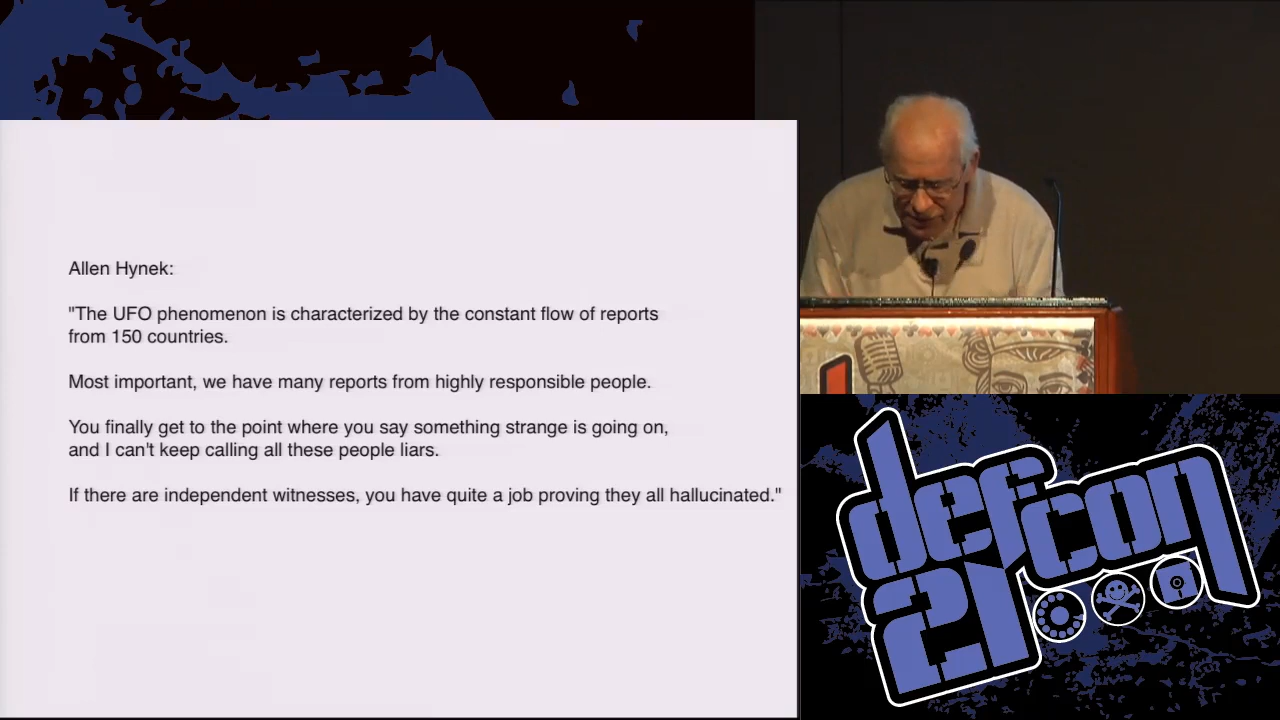 Allen Hynek:
"The UFO phenomenon is characterized by the constant flow of reports
from 150 countries.
Most important, we have many reports from highly responsible people.
You finally get to the point where you say something strange is going on,
and I can't keep calling all these people liars.
If there are independent witnesses, you have quite a job proving they all hallucinated."
defcon
21